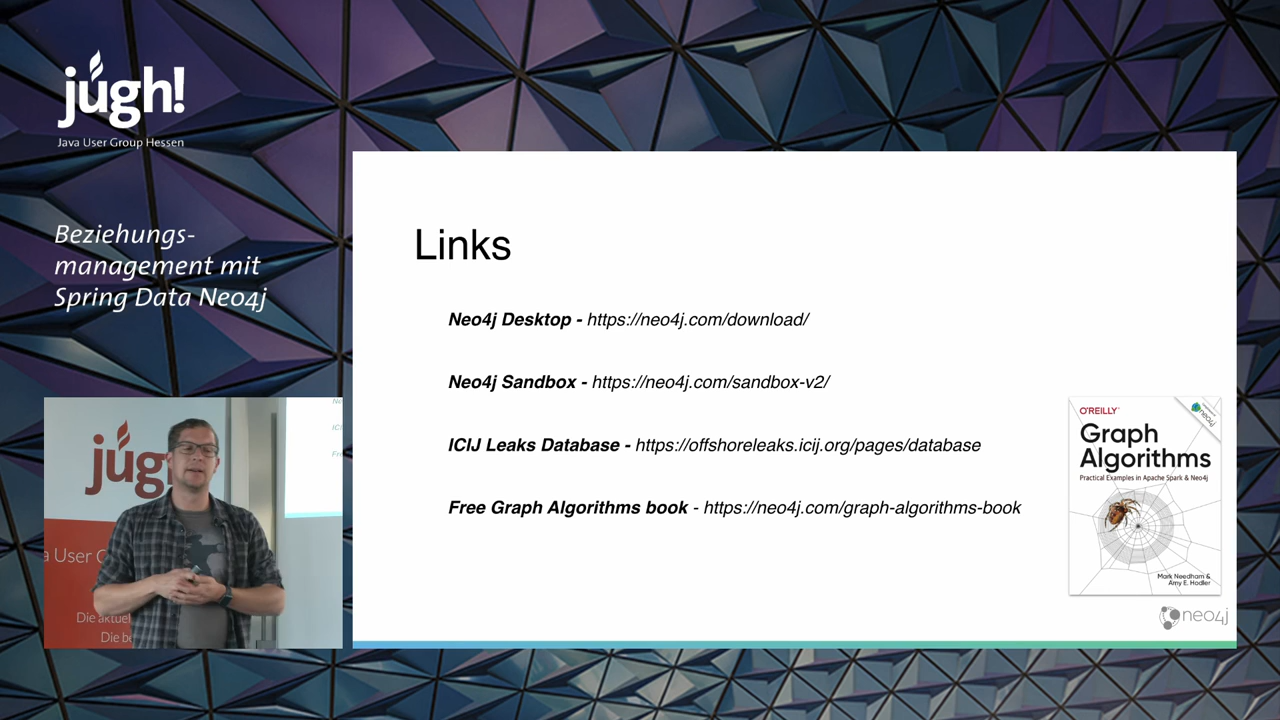 jugh!
Java User Group Hessen
Beziehungs-
management mit
Spring Data Neo4j
Links
Neo4j Desktop - https://neo4j.com/download/
Neo4j Sandbox - https://neo4j.com/sandbox-v2/
ICIJ Leaks Database - https://offshoreleaks.icij.org/pages/database
Free Graph Algorithms book - https://neo4j.com/graph-algorithms-book
O'REILLY
neo4j
Graph
Algorithms
Practical Examples in Apache Spark & Neo4j
Mark Needham &
Amy E. Hodler
neo4j
jug
a User G
Die aktuel
Die be